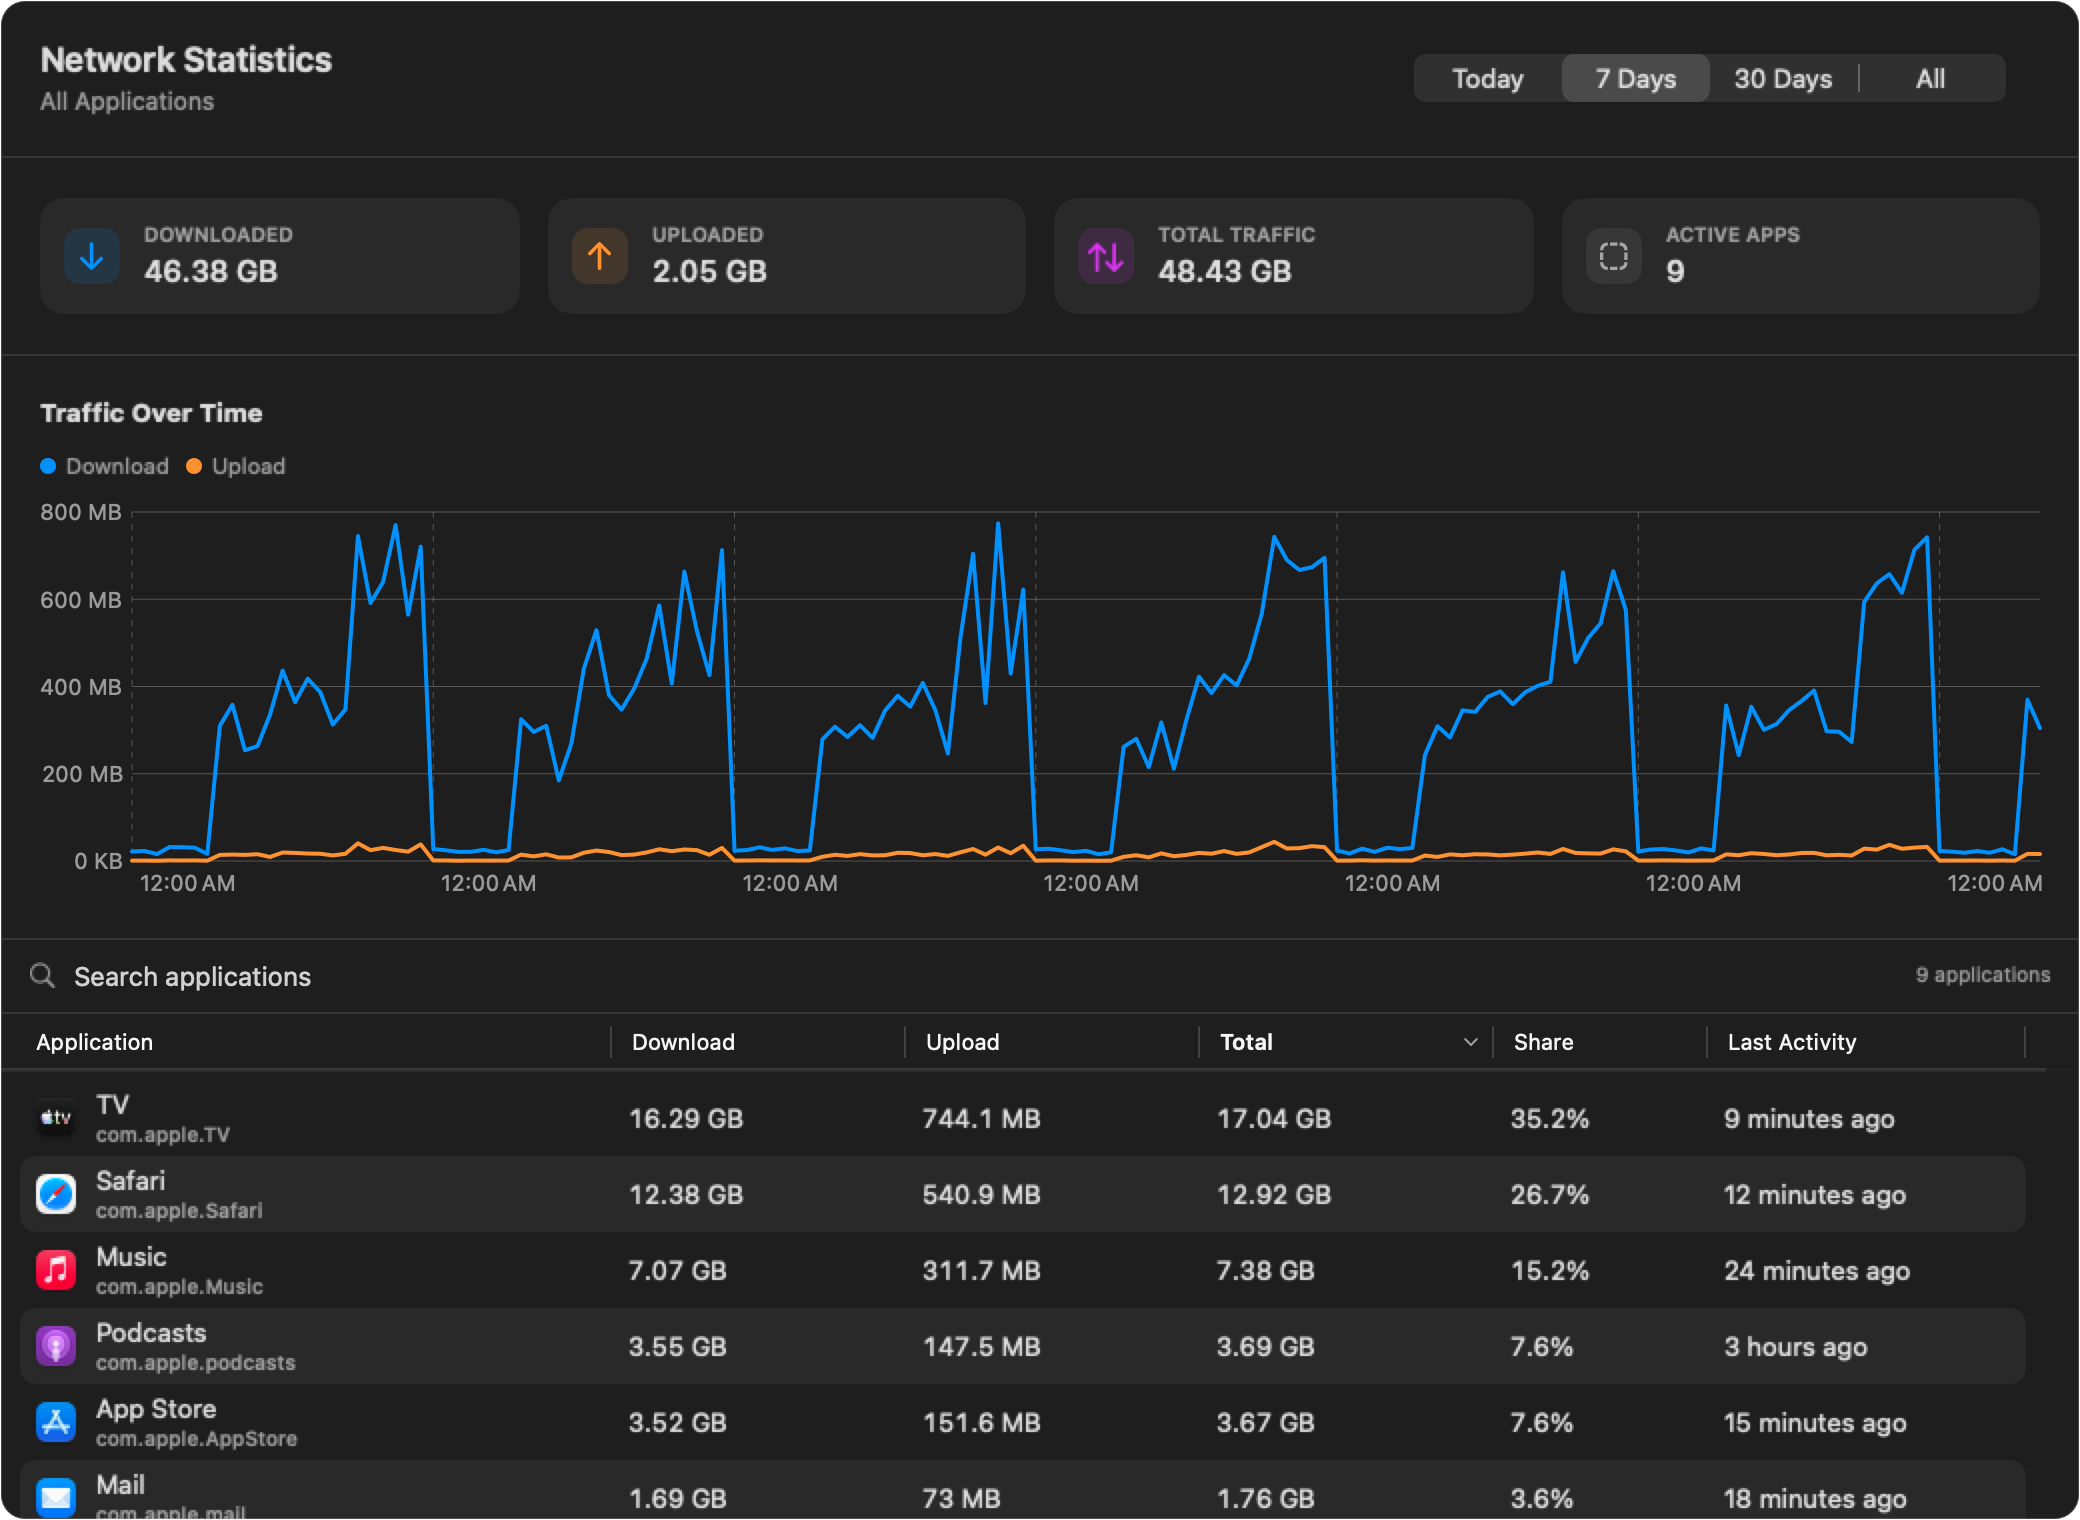 Network Statistics
All Applications
Today 7 Days 30 Days All
DOWNLOADED
46.38 GB
UPLOADED
2.05 GB
TOTAL TRAFFIC
48.43 GB
ACTIVE APPS
9
Traffic Over Time
Download Upload
800 MB
600 MB
400 MB
200 MB
0 KB
12:00 AM 12:00 AM 12:00 AM 12:00 AM 12:00 AM 12:00 AM 12:00 AM
Search applications
9 applications
Application Download Upload Total Share Last Activity
tv
TV
com.apple.TV
16.29 GB 744.1 MB 17.04 GB 35.2% 9 minutes ago
Safari
com.apple.Safari
12.38 GB 540.9 MB 12.92 GB 26.7% 12 minutes ago
Music
com.apple.Music
7.07 GB 311.7 MB 7.38 GB 15.2% 24 minutes ago
Podcasts
com.apple.podcasts
3.55 GB 147.5 MB 3.69 GB 7.6% 3 hours ago
App Store
com.apple.AppStore
3.52 GB 151.6 MB 3.67 GB 7.6% 15 minutes ago
Mail
com.apple.mail
1.69 GB 73 MB 1.76 GB 3.6% 18 minutes ago